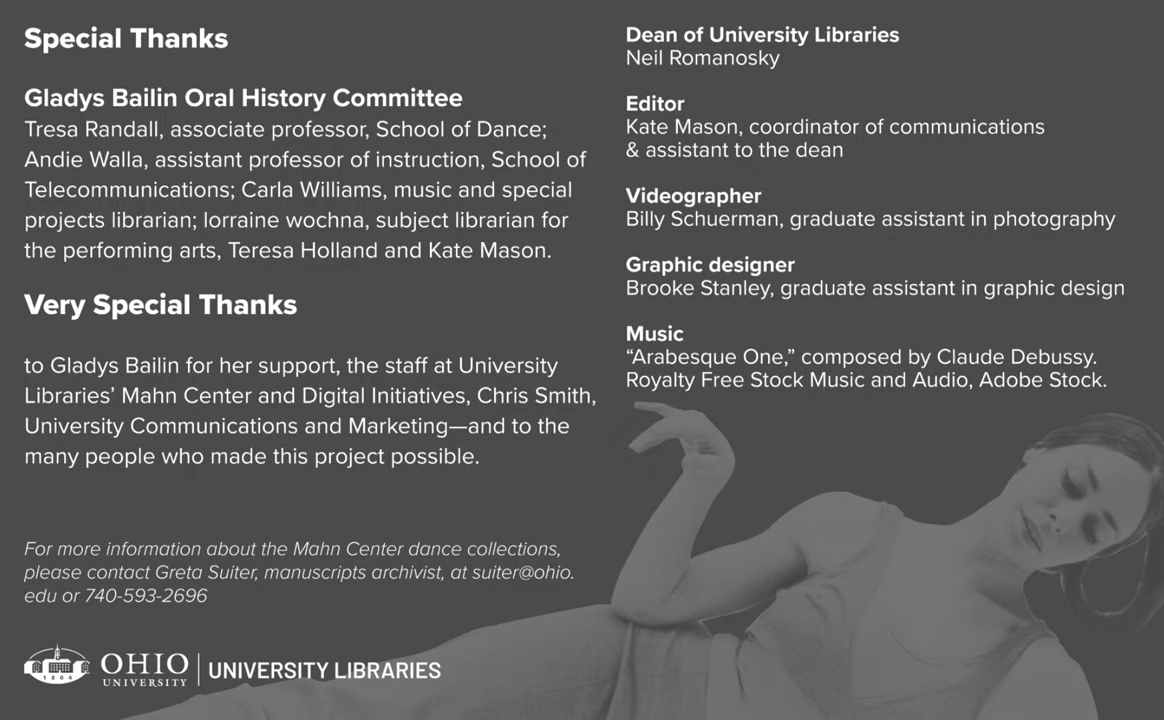 Special Thanks
Gladys Bailin Oral History Committee
Tresa Randall, associate professor, School of Dance;
Andie Walla, assistant professor of instruction, School of
Telecommunications; Carla Williams, music and special
projects librarian; lorraine wochna, subject librarian for
the performing arts, Teresa Holland and Kate Mason.
Very Special Thanks
to Gladys Bailin for her support, the staff at University
Libraries’ Mahn Center and Digital Initiatives, Chris Smith,
University Communications and Marketing—and to the
many people who made this project possible.
For more information about the Mahn Center dance collections,
please contact Greta Suiter, manuscripts archivist, at suiter@ohio.
edu or 740-593-2696
1804
OHIO
UNIVERSITY
UNIVERSITY LIBRARIES
Dean of University Libraries
Neil Romanosky
Editor
Kate Mason, coordinator of communications
& assistant to the dean
Videographer
Billy Schuerman, graduate assistant in photography
Graphic designer
Brooke Stanley, graduate assistant in graphic design
Music
“Arabesque One,” composed by Claude Debussy.
Royalty Free Stock Music and Audio, Adobe Stock.